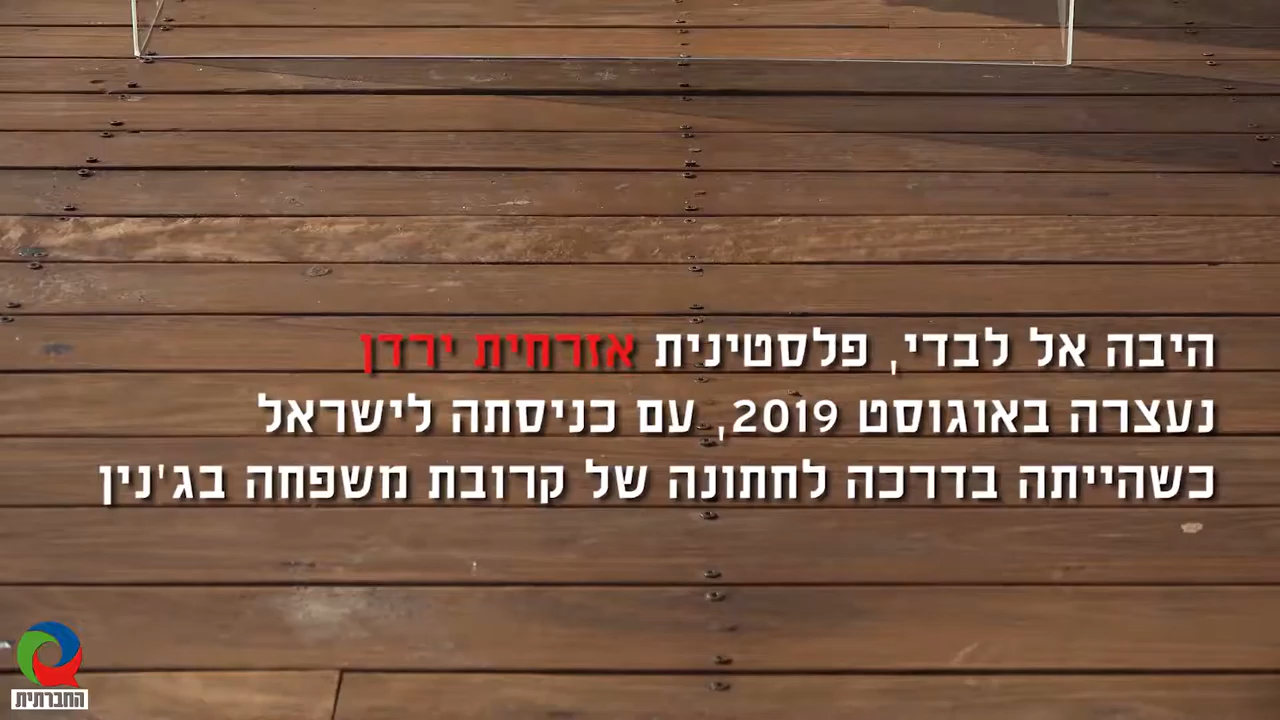 היבה אל לבדי, פלסטינית אזרחית ירדן
נעצרה באוגוסט 2019, עם כניסתה לישראל
כשהייתה בדרכה לחתונה של קרובת משפחה בג'נין
החברתית